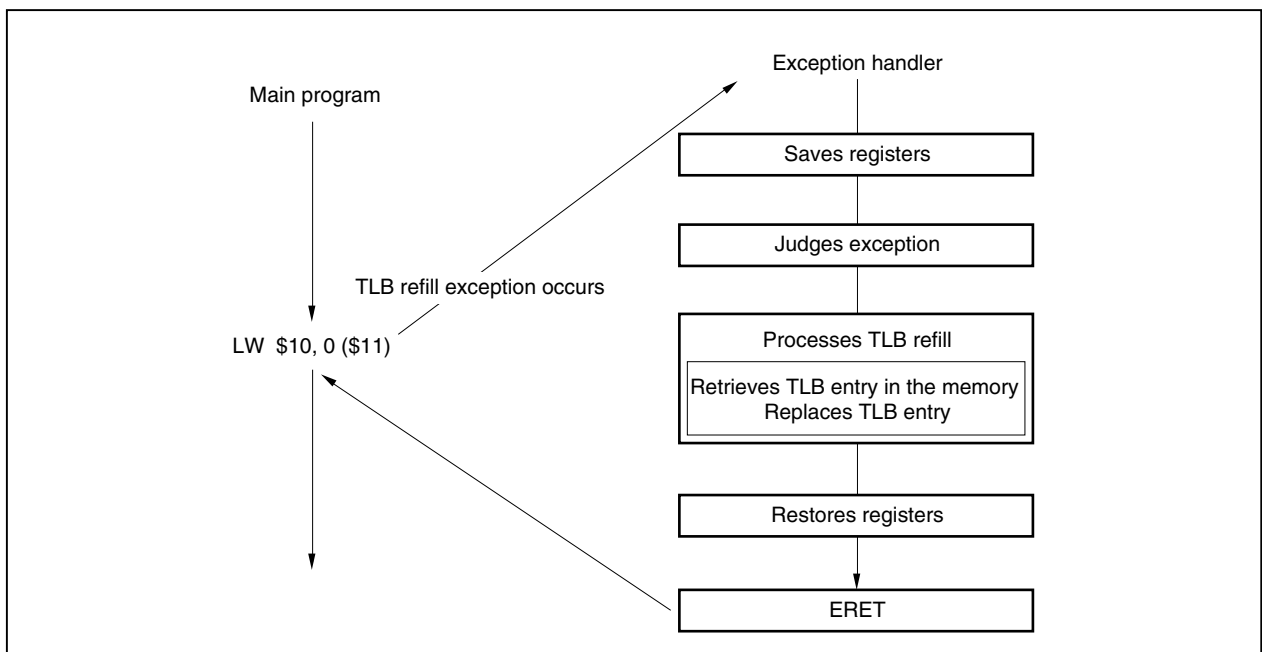 Main program
LW $10, 0 ($11)
TLB refill exception occurs
Exception handler
Saves registers
Judges exception
Processes TLB refill
Retrieves TLB entry in the memory
Replaces TLB entry
Restores registers
ERET